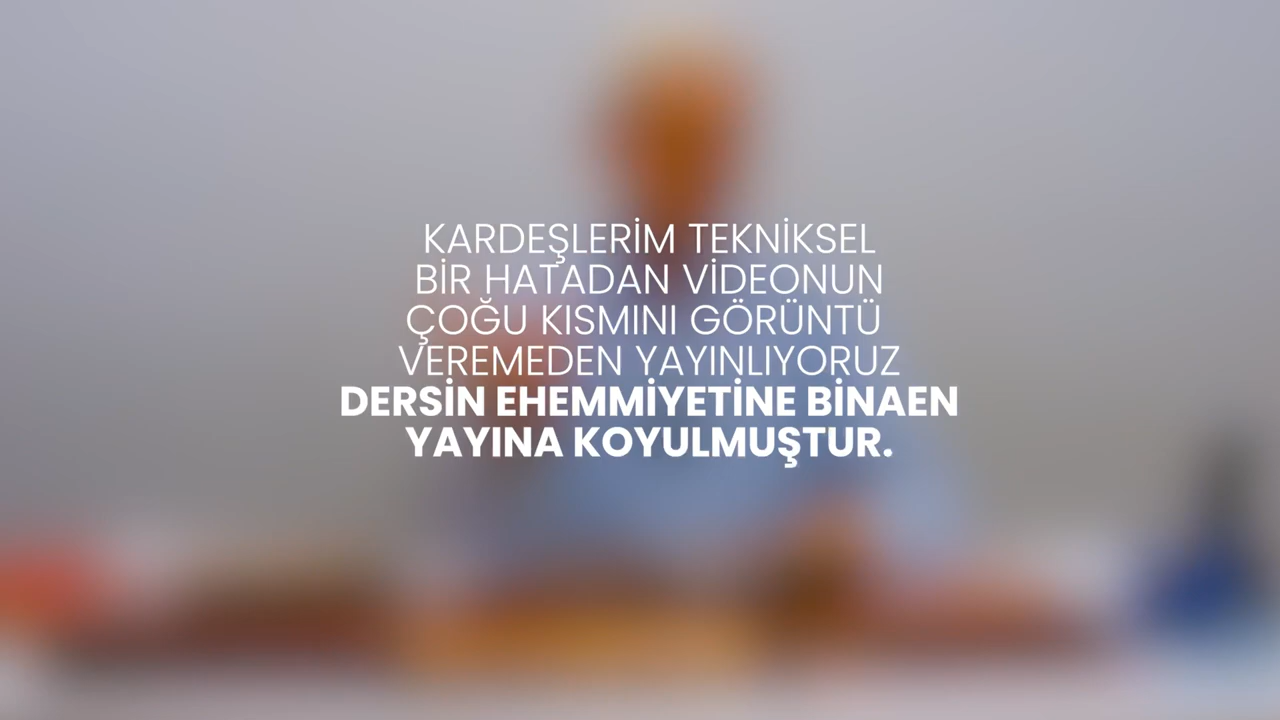 KARDEŞLERİM TEKNİKSEL
BİR HATADAN VİDEONUN
ÇOĞU KISMINI GÖRÜNTÜ
VEREMEDEN YAYINLIYORUZ
DERSİN EHEMMİYETİNE BİNAEN
YAYINA KOYULMUŞTUR.